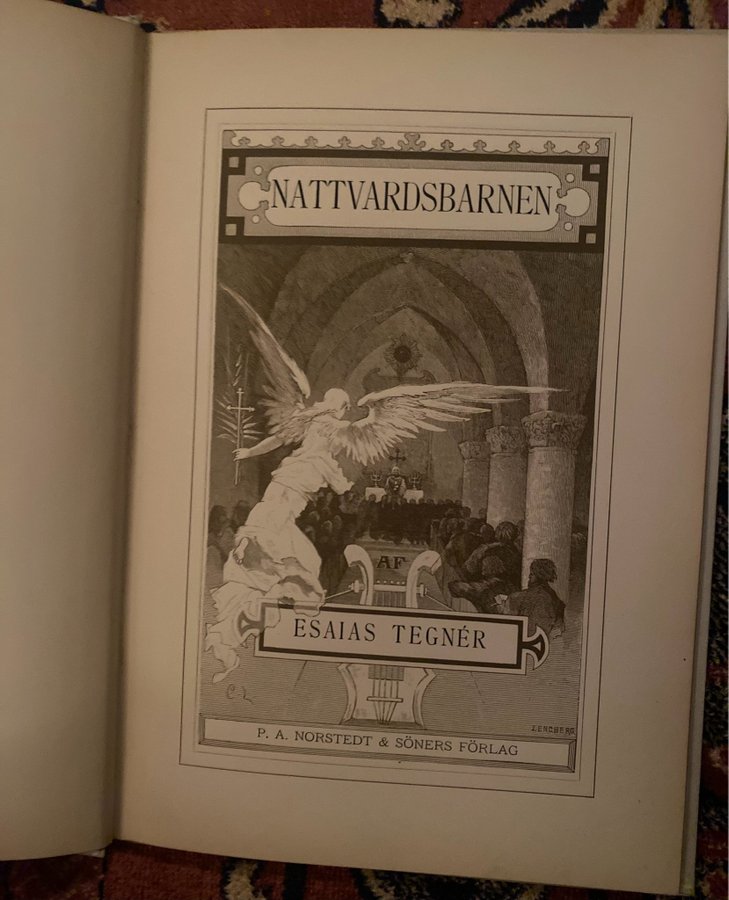 NATTVARDSBARNEN
AF
ESAIAS TEGNÉR
P. A. NORSTEDT & SÖNERS FÖRLAG